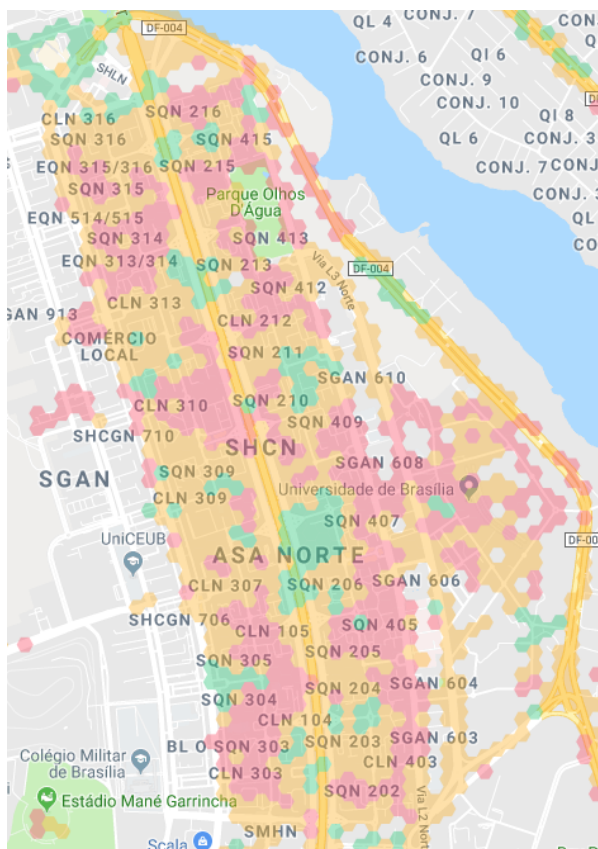 QL 4
CONJ. 7
CON
DF-004
CONJ. 6
QI 6
SHLN
CONJ. 9
CONJ. 10
CLN 316
SQN 216
QI 8
SQN 316
SQN 415
QL 6
CONJ. 3
EQN 315/316
SQN 215
CONJ. 7
CON
SQN 315
Parque Olhos
D'Água
CONJ.
EQN 514/515
QL
SQN 314
SQN 413
CO
EQN 313/314
SQN 213
Via L3 Norte
DF-004
SQN 412
CLN 313
GAN 913
CLN 212
COMÉRCIO
LOCAL
SQN 211
SGAN 610
CLN 310
SQN 210
SQN 409
SHCGN 710
SHCN
SGAN 608
SGAN
SQN 309
Universidade de Brasília
CLN 309
SQN 407
UniCEUB
DF-00
ASA NORTE
CLN 307
SQN 206
SGAN 606
SHCGN 706
CLN 105
SQN 405
SQN 305
SQN 205
SQN 304
SQN 204
SGAN 604
CLN 104
BL O
SQN 303
SQN 203
SGAN 603
Colégio Militar
de Brasília
CLN 303
CLN 403
Estádio Mané Garrincha
SQN 202
Via L2 Nort
SMHN
Scala